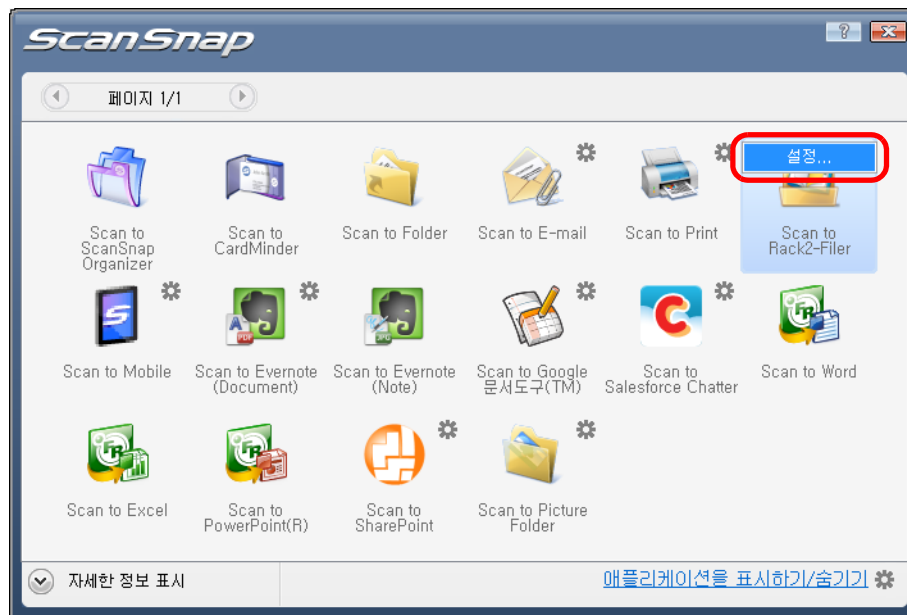 ScanSnap
?
페이지 1/1
설정...
Scan to
ScanSnap
Organizer
Scan to
CardMinder
Scan to Folder
Scan to E-mail
Scan to Print
Scan to
Rack2-Filer
Scan to Mobile
Scan to Evernote
(Document)
Scan to Evernote
(Note)
Scan to Google
문서도구(TM)
Scan to
Salesforce Chatter
Scan to Word
Scan to Excel
Scan to
PowerPoint(R)
Scan to
SharePoint
Scan to Picture
Folder
자세한 정보 표시
애플리케이션을 표시하기/숨기기